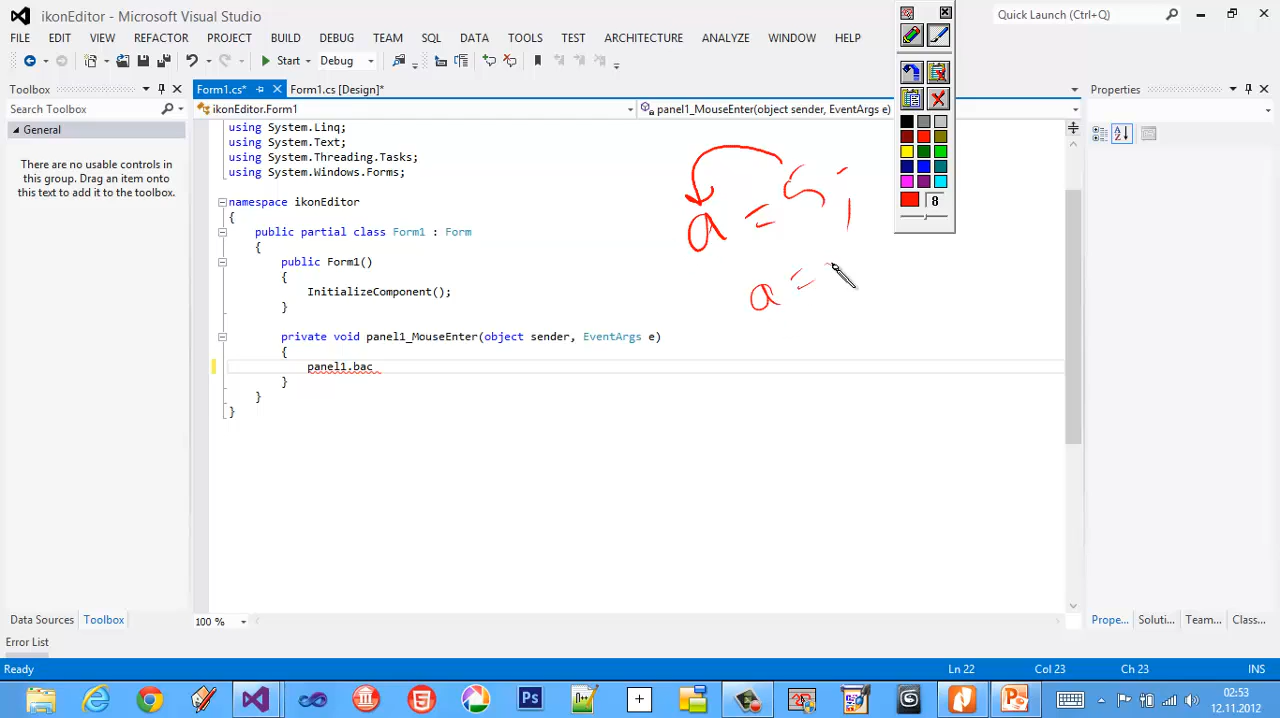 ikonEditor - Microsoft Visual Studio
Quick Launch (Ctrl+Q)
FILE EDIT VIEW REFACTOR PROJECT BUILD DEBUG TEAM SQL DATA TOOLS TEST ARCHITECTURE ANALYZE WINDOW HELP
Start Debug
Toolbox
Form1.cs* Form1.cs [Design]*
Properties
Search Toolbox
ikonEditor.Form1
panel1_MouseEnter(object sender, EventArgs e)
General
There are no usable controls in
this group. Drag an item onto
this text to add it to the toolbox.
using System.Linq;
using System.Text;
using System.Threading.Tasks;
using System.Windows.Forms;
namespace ikonEditor
{
public partial class Form1 : Form
{
public Form1()
{
InitializeComponent();
}
private void panel1_MouseEnter(object sender, EventArgs e)
{
panel1.bac
}
}
}
a = 5 ;
a =
8
100 %
Data Sources Toolbox
Prope... Soluti... Team... Class...
Error List
Ready
Ln 22 Col 23 Ch 23 INS
02:53
12.11.2012